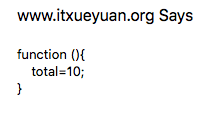 www.itxueyuan.org Says
function (){
    total=10;
}